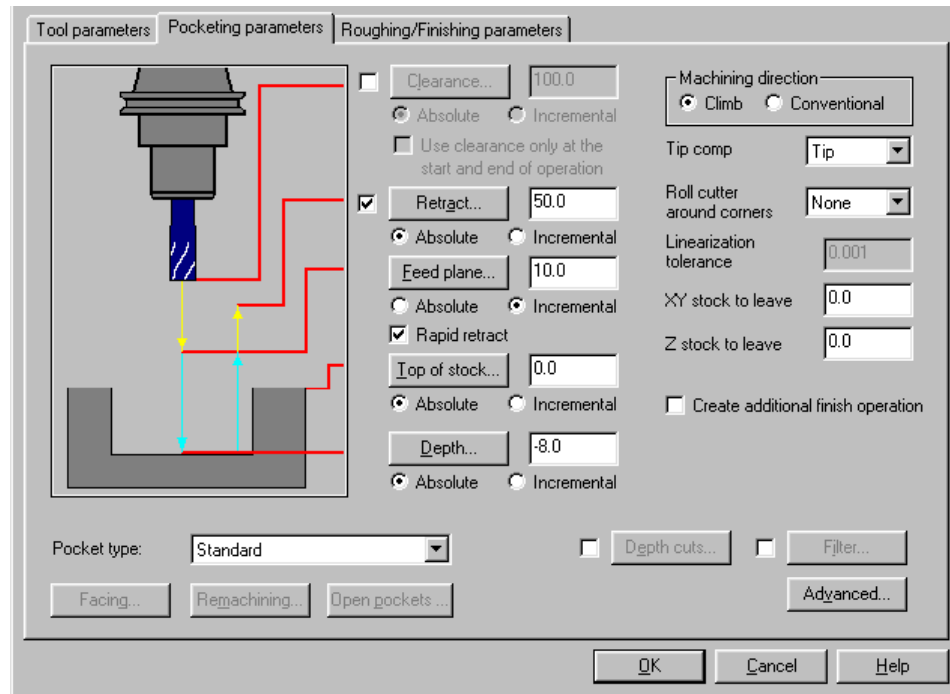 Tool parameters Pocketing parameters Roughing/Finishing parameters
Clearance... 100.0
Absolute Incremental
Use clearance only at the
start and end of operation
Retract... 50.0
Absolute Incremental
Feed plane... 10.0
Absolute Incremental
Rapid retract
Top of stock... 0.0
Absolute Incremental
Depth... -8.0
Absolute Incremental
Machining direction
Climb Conventional
Tip comp Tip
Roll cutter
around corners None
Linearization
tolerance 0.001
XY stock to leave 0.0
Z stock to leave 0.0
Create additional finish operation
Pocket type: Standard
Depth cuts... Filter...
Facing... Remachining... Open pockets ...
Advanced...
OK Cancel Help